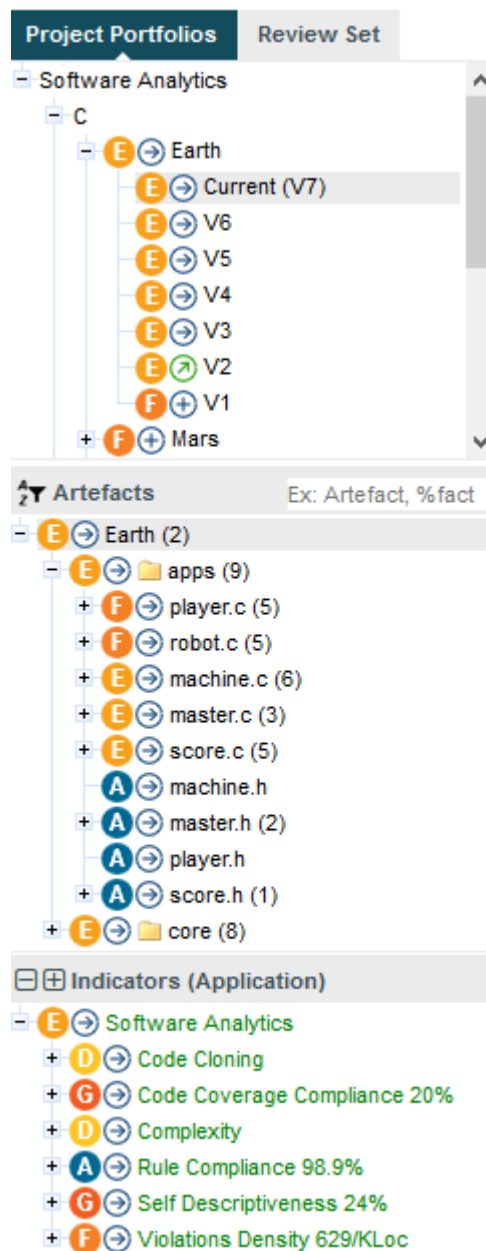 Project Portfolios Review Set
Software Analytics
C
E Earth
E Current (V7)
E V6
E V5
E V4
E V3
E V2
F V1
F Mars
A Z Artefacts Ex: Artefact, %fact
E Earth (2)
E apps (9)
F player.c (5)
F robot.c (5)
E machine.c (6)
E master.c (3)
E score.c (5)
A machine.h
A master.h (2)
A player.h
A score.h (1)
E core (8)
Indicators (Application)
E Software Analytics
D Code Cloning
G Code Coverage Compliance 20%
D Complexity
A Rule Compliance 98.9%
G Self Descriptiveness 24%
F Violations Density 629/KLoc